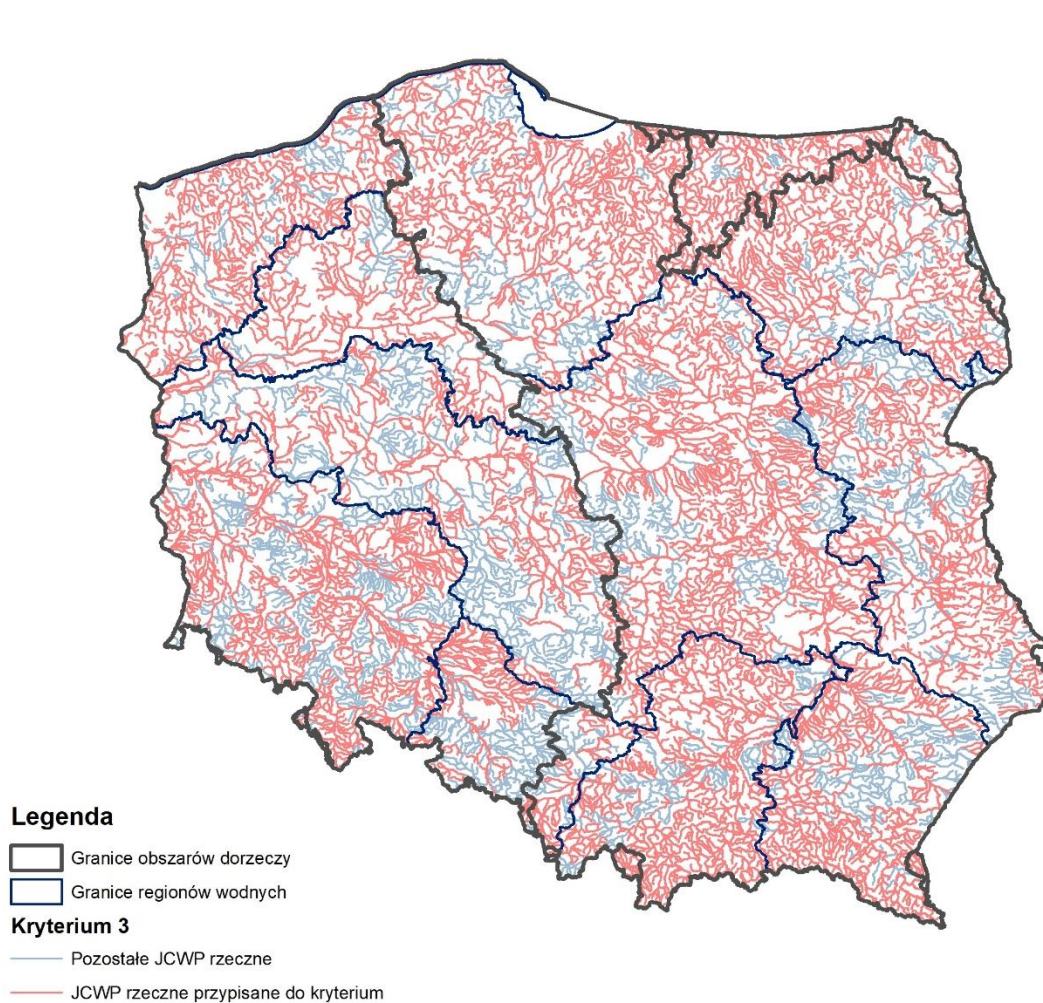 Legenda
Granice obszarów dorzeczy
Granice regionów wodnych
Kryterium 3
Pozostałe JCWP rzeczne
JCWP rzeczne przypisane do kryterium